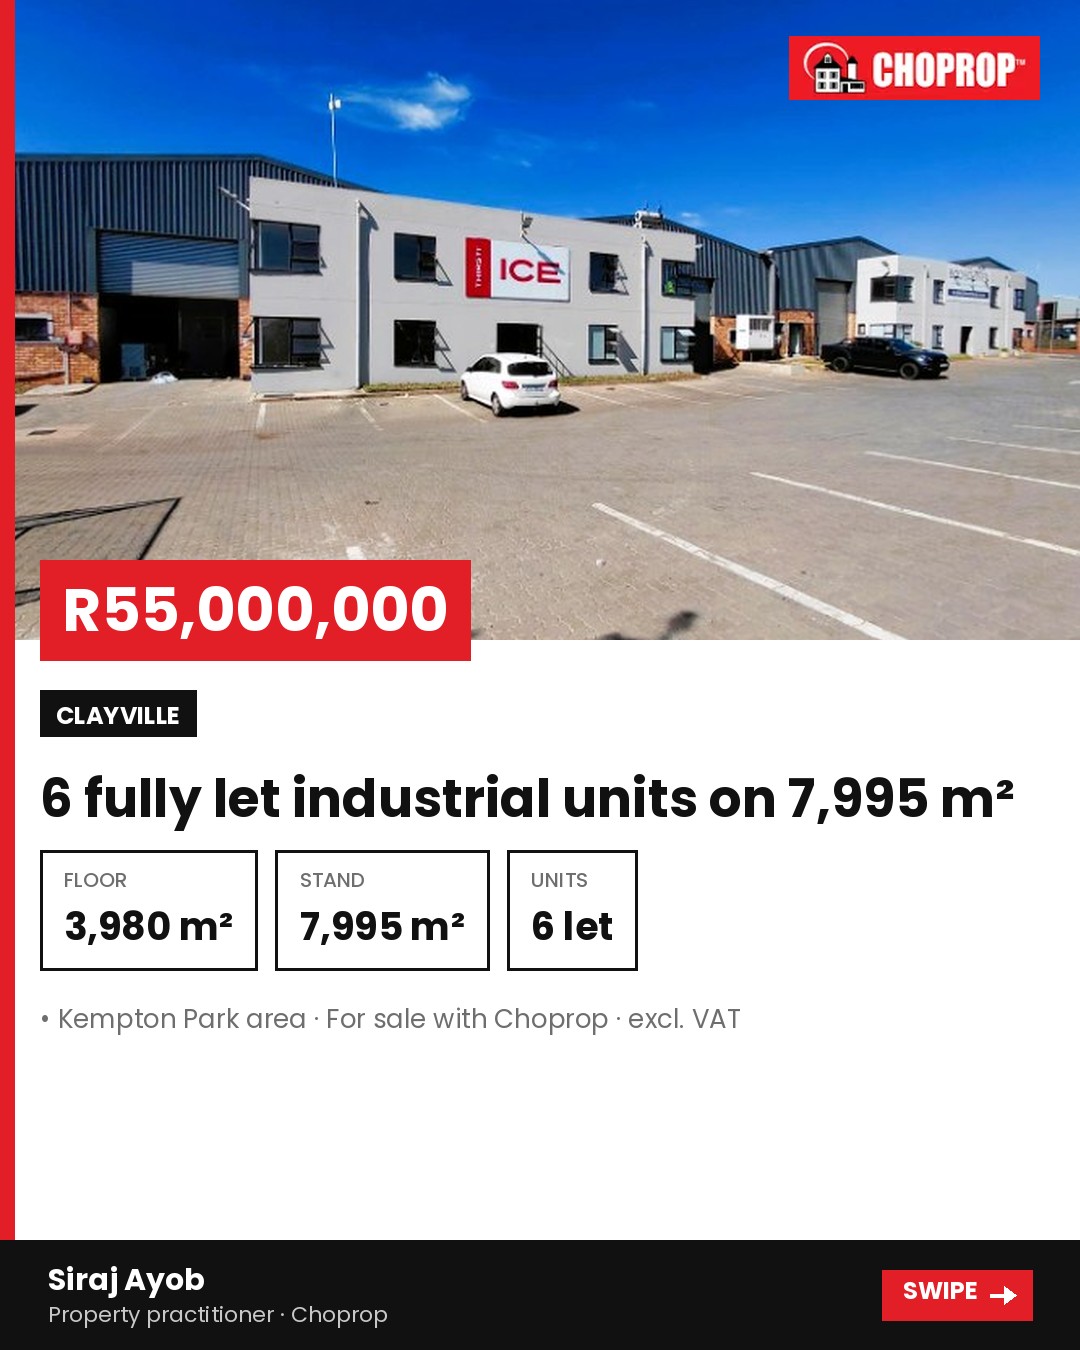 CHOPROP™
THIRSTI
ICE
R55,000,000
CLAYVILLE
6 fully let industrial units on 7,995 m²
FLOOR
3,980 m²
STAND
7,995 m²
UNITS
6 let
• Kempton Park area · For sale with Choprop · excl. VAT
Siraj Ayob
Property practitioner · Choprop
SWIPE →